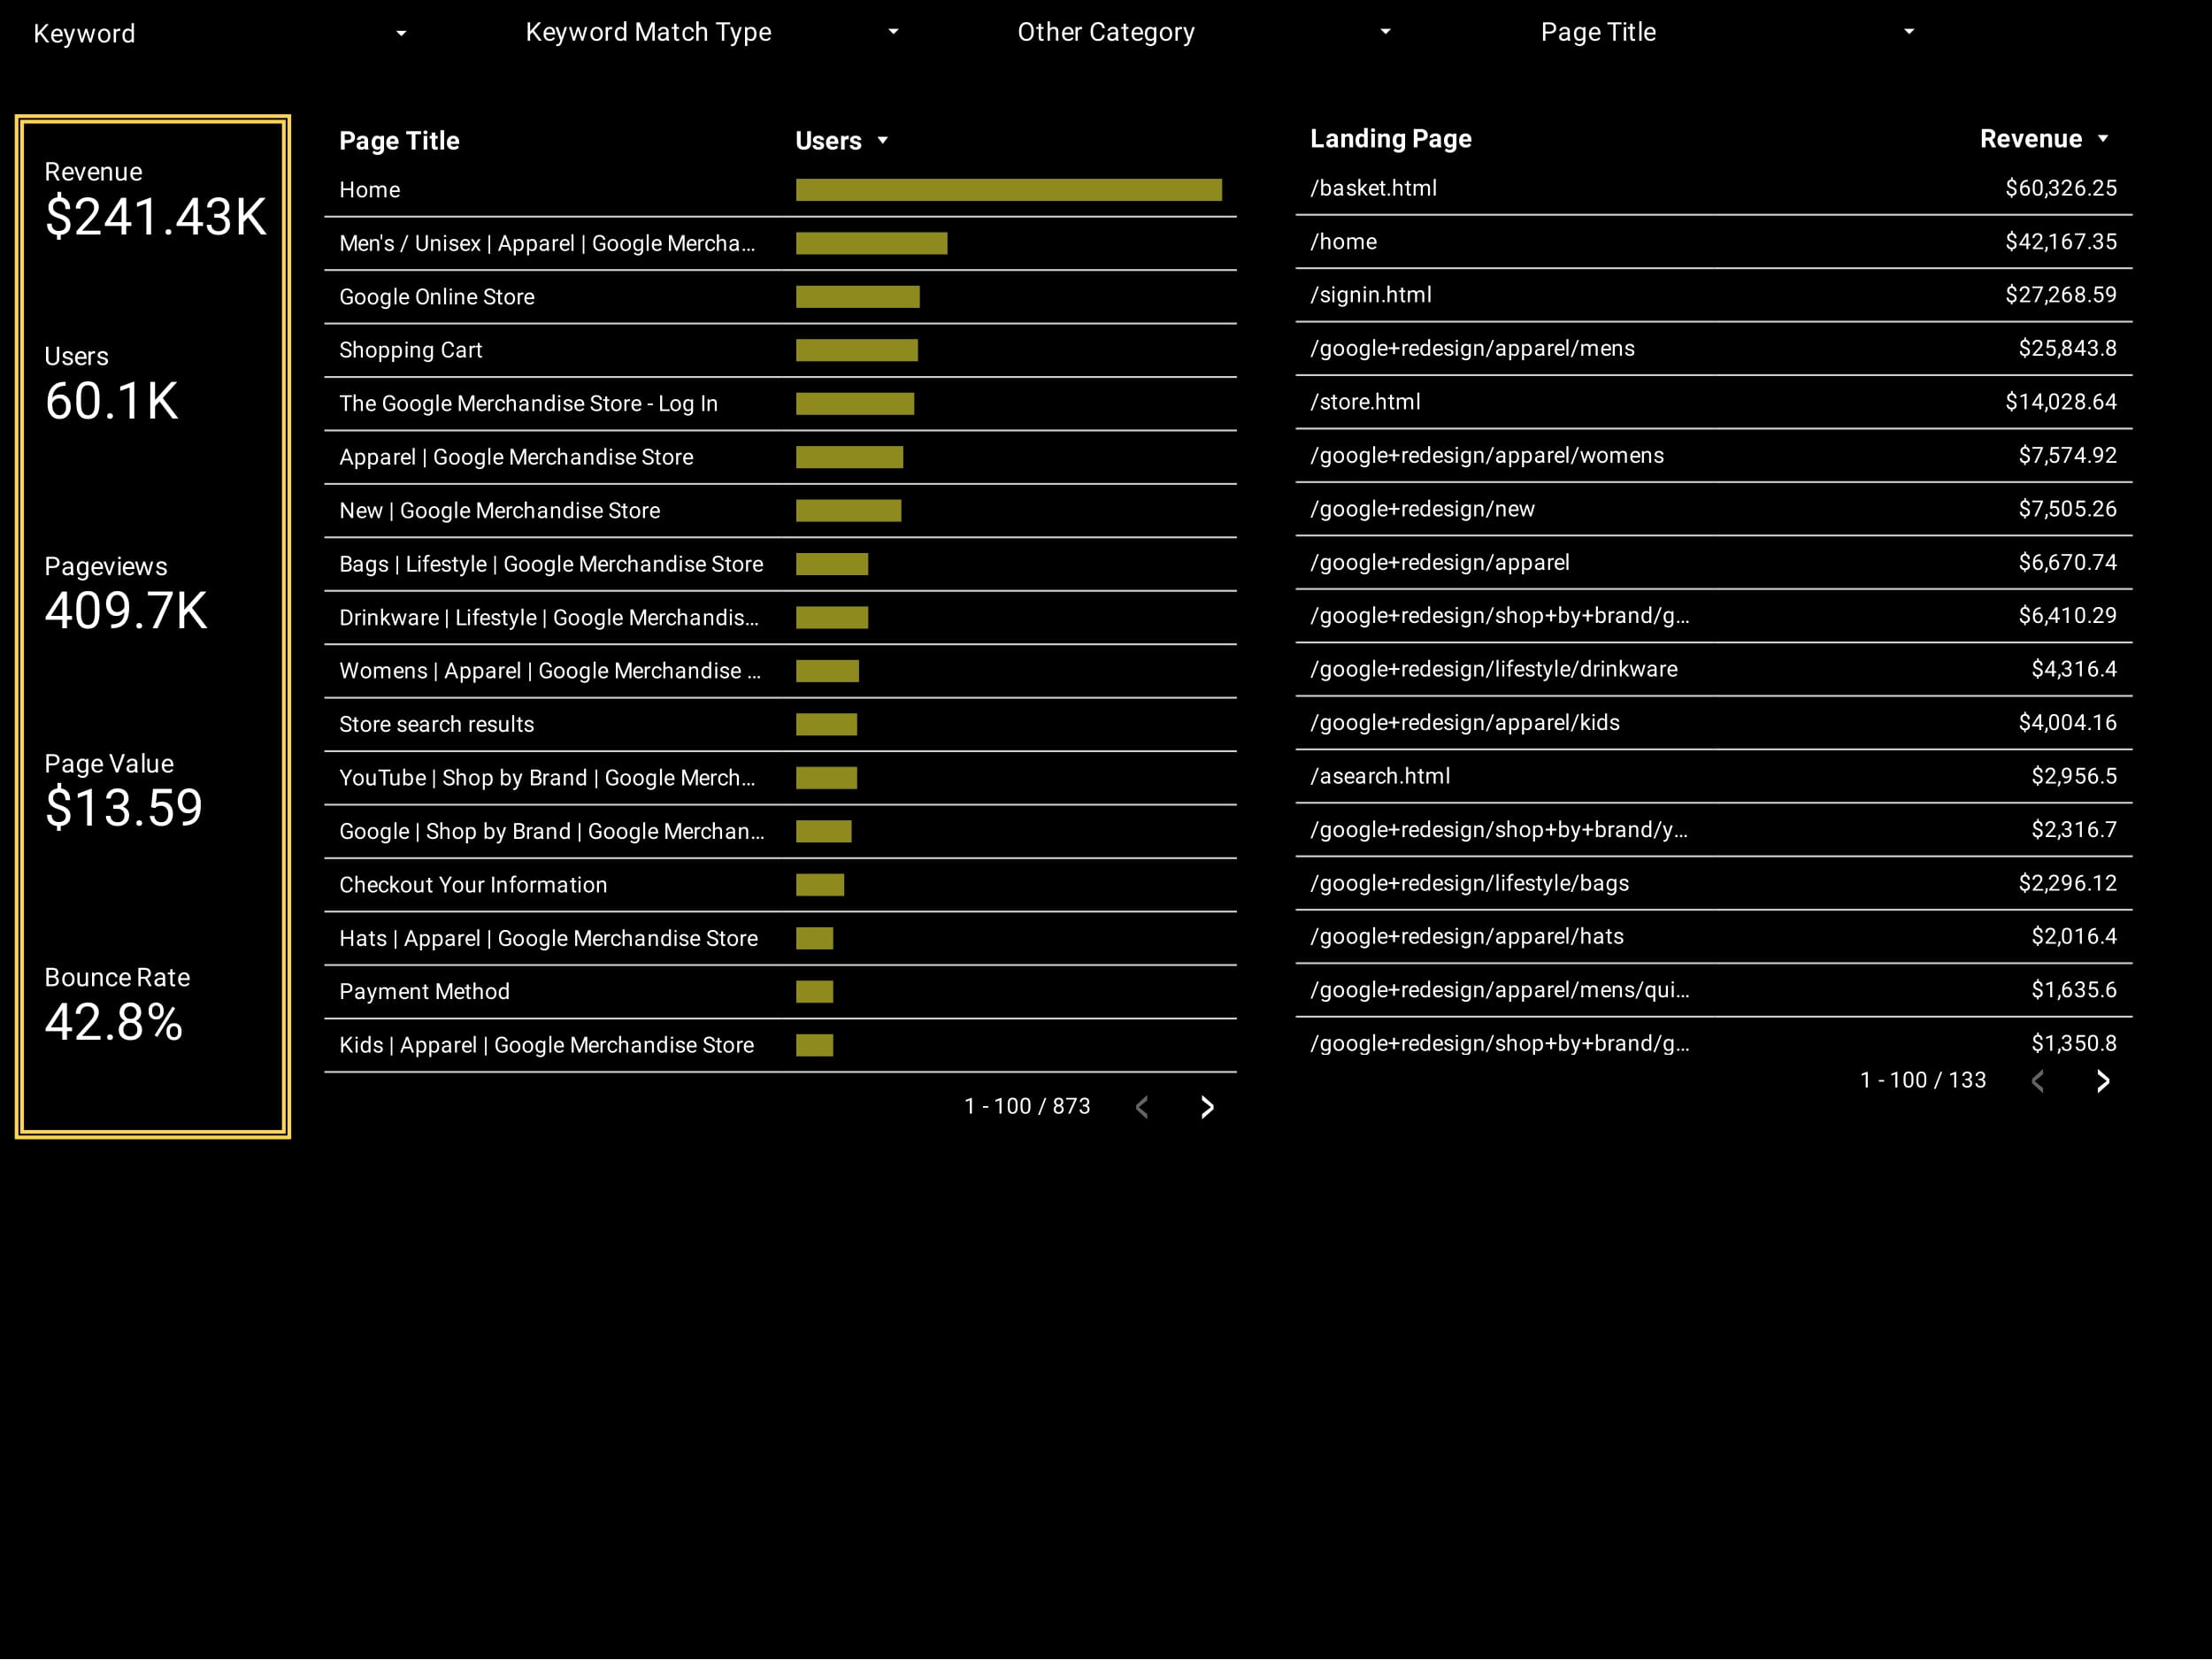 Keyword
Keyword Match Type
Other Category
Page Title
Revenue
$241.43K
Users
60.1K
Pageviews
409.7K
Page Value
$13.59
Bounce Rate
42.8%
Page Title Users
Home
Men's / Unisex | Apparel | Google Mercha...
Google Online Store
Shopping Cart
The Google Merchandise Store - Log In
Apparel | Google Merchandise Store
New | Google Merchandise Store
Bags | Lifestyle | Google Merchandise Store
Drinkware | Lifestyle | Google Merchandis...
Womens | Apparel | Google Merchandise ...
Store search results
YouTube | Shop by Brand | Google Merch...
Google | Shop by Brand | Google Merchan...
Checkout Your Information
Hats | Apparel | Google Merchandise Store
Payment Method
Kids | Apparel | Google Merchandise Store
1 - 100 / 873
Landing Page Revenue
/basket.html $60,326.25
/home $42,167.35
/signin.html $27,268.59
/google+redesign/apparel/mens $25,843.8
/store.html $14,028.64
/google+redesign/apparel/womens $7,574.92
/google+redesign/new $7,505.26
/google+redesign/apparel $6,670.74
/google+redesign/shop+by+brand/g... $6,410.29
/google+redesign/lifestyle/drinkware $4,316.4
/google+redesign/apparel/kids $4,004.16
/asearch.html $2,956.5
/google+redesign/shop+by+brand/y... $2,316.7
/google+redesign/lifestyle/bags $2,296.12
/google+redesign/apparel/hats $2,016.4
/google+redesign/apparel/mens/qui... $1,635.6
/google+redesign/shop+by+brand/g... $1,350.8
1 - 100 / 133